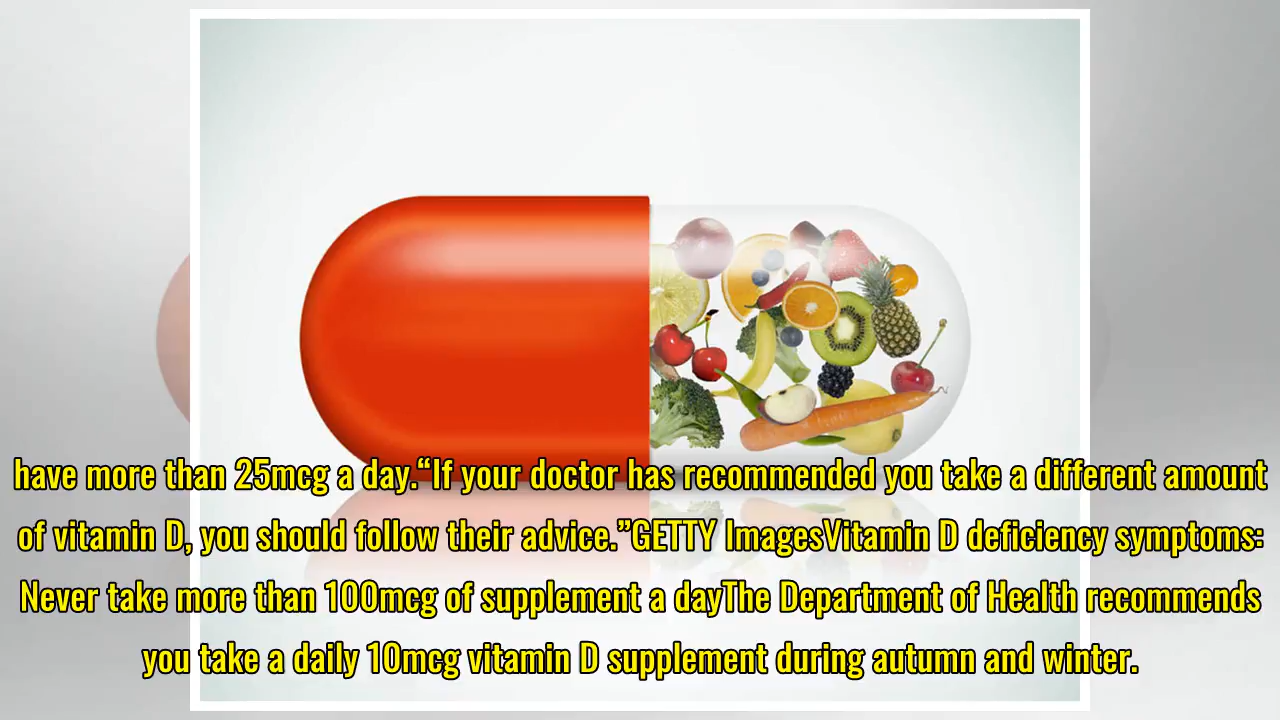 have more than 25mcg a day.“If your doctor has recommended you take a different amount
of vitamin D, you should follow their advice.”GETTY ImagesVitamin D deficiency symptoms:
Never take more than 100mcg of supplement a dayThe Department of Health recommends
you take a daily 10mcg vitamin D supplement during autumn and winter.